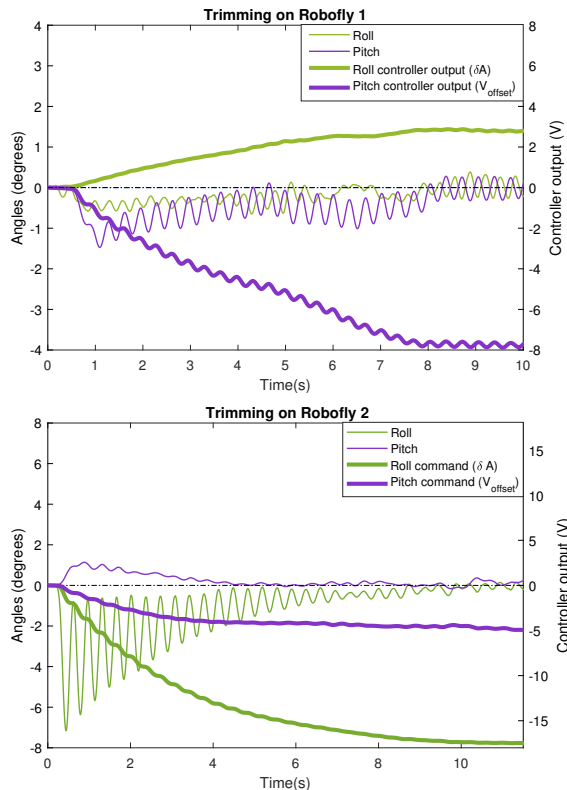 Trimming on Robofly 1
Roll
Pitch
Roll controller output (δA)
Pitch controller output (V_offset)
Angles (degrees)
4
3
2
1
0
-1
-2
-3
-4
Controller output (V)
8
6
4
2
0
-2
-4
-6
-8
0 1 2 3 4 5 6 7 8 9 10
Time(s)
Trimming on Robofly 2
Roll
Pitch
Roll command (δ A)
Pitch command (V_offset)
Angles (degrees)
8
6
4
2
0
-2
-4
-6
-8
Controller output (V)
15
10
5
0
-5
-10
-15
0 2 4 6 8 10
Time(s)